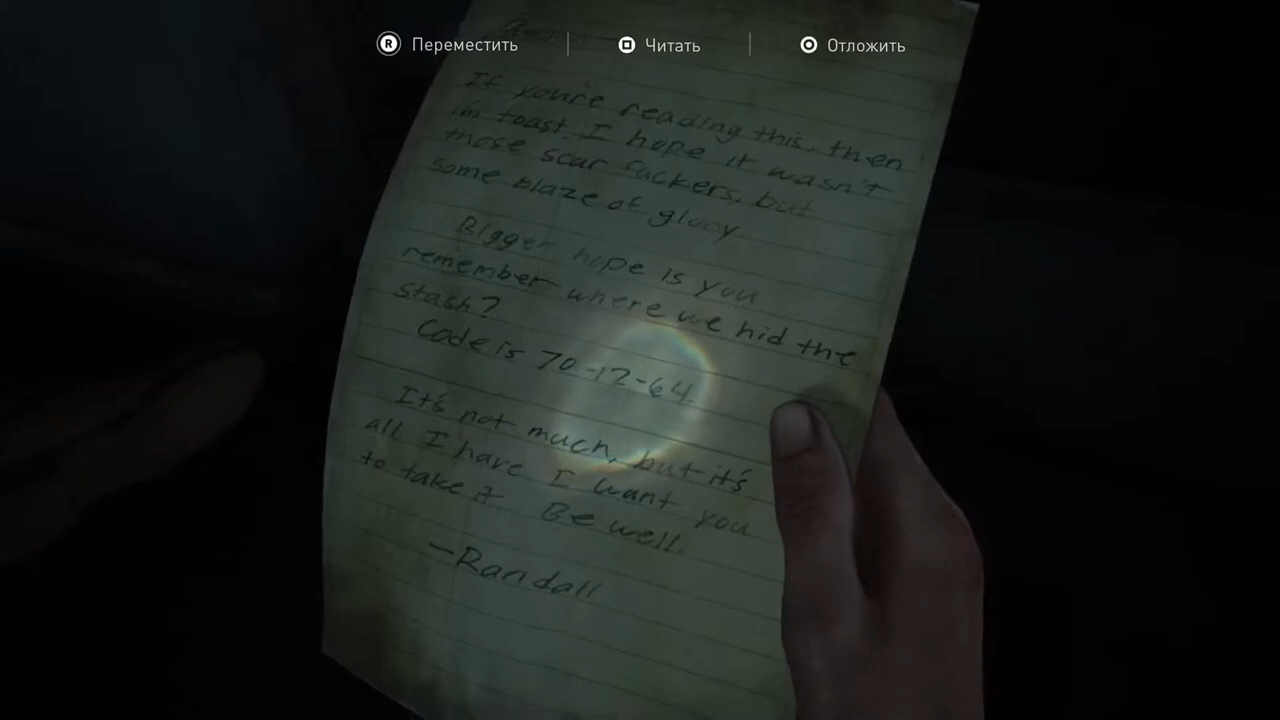 Переместить
Читать
Отложить
If you're reading this, then
i'm toast I hope it wasn't
those scar fuckers, but
some blaze of glory
Bigger hope is you
remember where we hid the
stash?
Code is 70-12-64.
It's not much, but it's
all I have I want you
to take it Be well.
—Randall